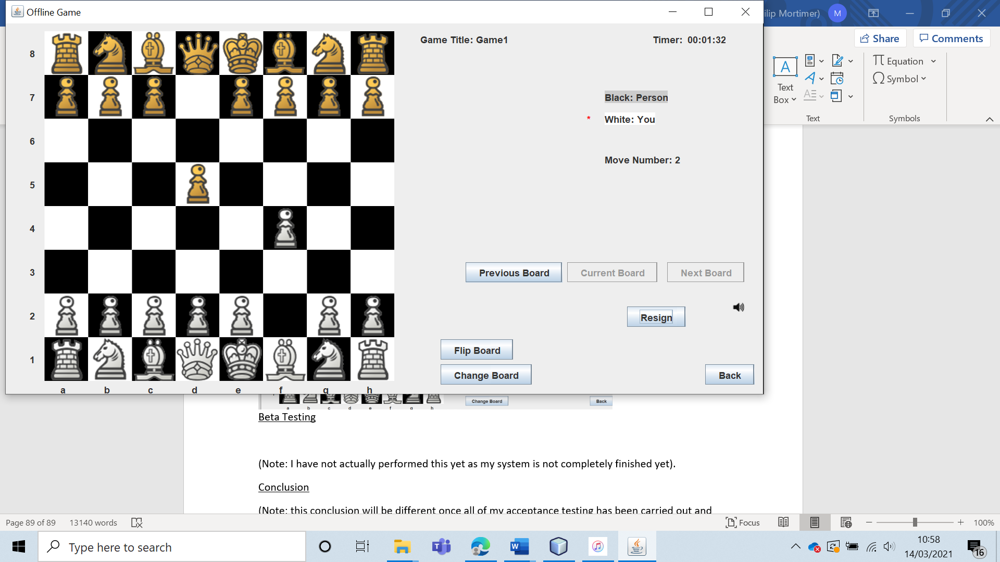 Offline Game
ilip Mortimer)
M
Share
Comments
Game Title: Game1
Timer: 00:01:32
8
7
6
5
4
3
2
1
a b c d e f g h
Black: Person
* White: You
Move Number: 2
Previous Board
Current Board
Next Board
Resign
Flip Board
Change Board
Back
A
Text
Box
A
A
Text
π Equation
Ω Symbol
Symbols
a b c d e f g h
Change Board
Back
Beta Testing
(Note: I have not actually performed this yet as my system is not completely finished yet).
Conclusion
(Note: this conclusion will be different once all of my acceptance testing has been carried out and
Page 89 of 89
13140 words
Focus
100%
Type here to search
T
W
10:58
14/03/2021
16